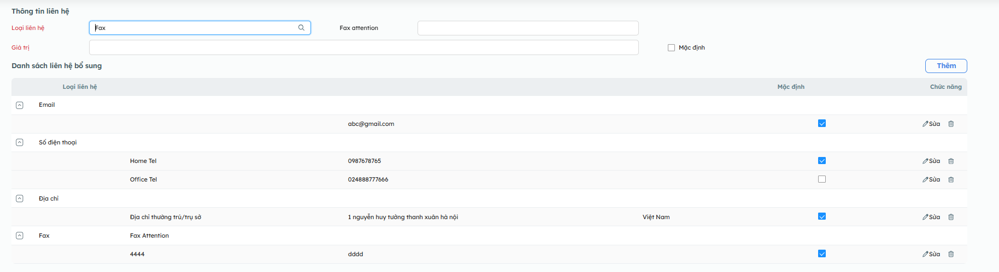 Thông tin liên hệ
Loại liên hệ Fax Fax attention
Giá trị Mặc định
Danh sách liên hệ bổ sung Thêm
Loại liên hệ Mặc định Chức năng
Email
abc@gmail.com Sửa
Số điện thoại
Home Tel 0987678765 Sửa
Office Tel 024888777666 Sửa
Địa chỉ
Địa chỉ thường trú/trụ sở 1 nguyễn huy tưởng thanh xuân hà nội Việt Nam Sửa
Fax Fax Attention
4444 dddd Sửa